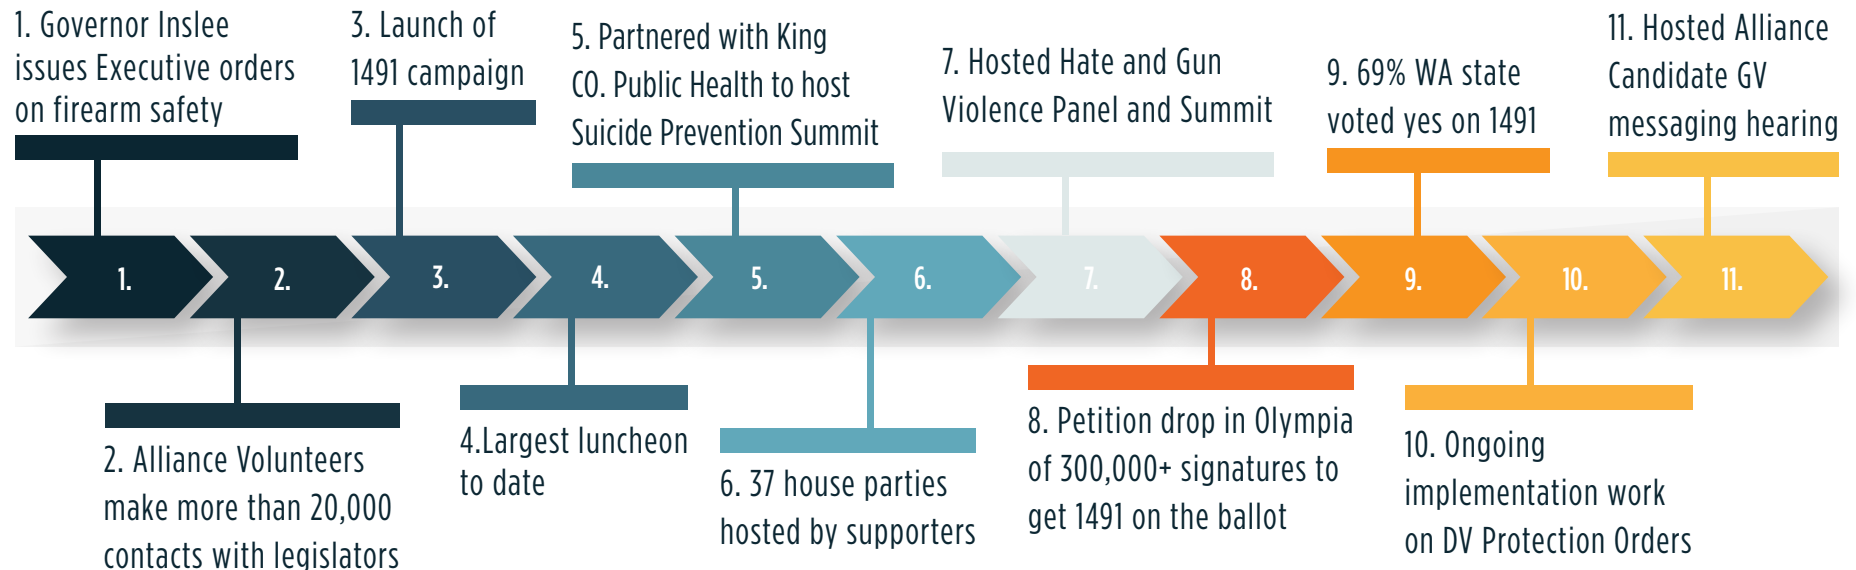 1. Governor Inslee
issues Executive orders
on firearm safety
3. Launch of
1491 campaign
5. Partnered with King
CO. Public Health to host
Suicide Prevention Summit
7. Hosted Hate and Gun
Violence Panel and Summit
9. 69% WA state
voted yes on 1491
11. Hosted Alliance
Candidate GV
messaging hearing
1.
2.
3.
4.
5.
6.
7.
8.
9.
10.
11.
2. Alliance Volunteers
make more than 20,000
contacts with legislators
4.Largest luncheon
to date
6. 37 house parties
hosted by supporters
8. Petition drop in Olympia
of 300,000+ signatures to
get 1491 on the ballot
10. Ongoing
implementation work
on DV Protection Orders